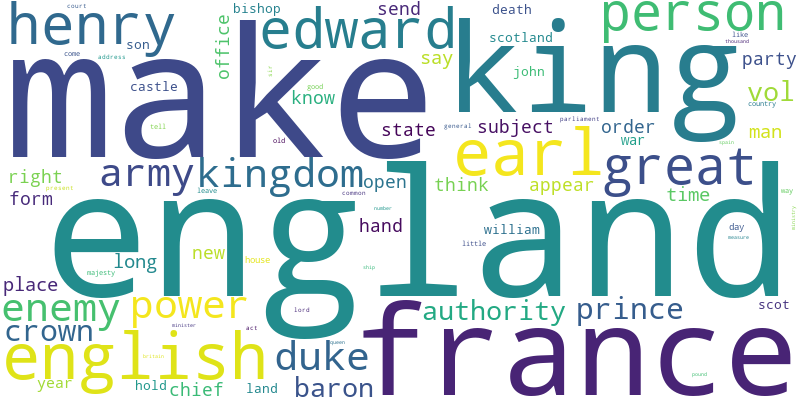 court
bishop
send
death
henry
edward
person
son
office
scotland
like
thousand
come
address
say
party
make
king
castle
sir
good
know
john
vol
country
tell
old
state
general
subject
parliament
order
war
man
spain
right
present
army
kingdom
open
earl
great
think
appear
time
form
leave
common
way
hand
number
william
day
measure
ministry
england
long
new
house
little
majesty
ship
place
enemy
power
lord
authority
prince
scot
crown
minister
act
queen
france
english
britain
duke
year
hold
chief
land
baron
pound